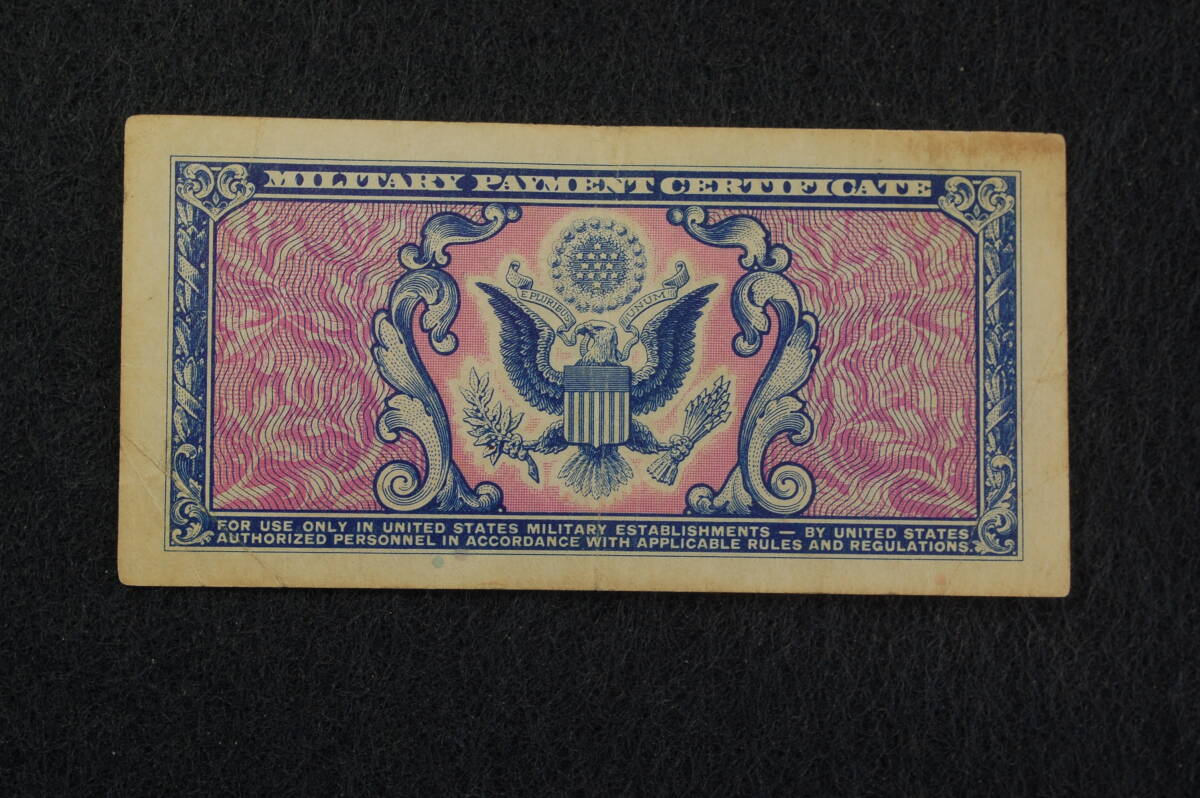 MILITARY PAYMENT CERTIFICATE
E PLURIBUS UNUM
FOR USE ONLY IN UNITED STATES MILITARY ESTABLISHMENTS — BY UNITED STATES
AUTHORIZED PERSONNEL IN ACCORDANCE WITH APPLICABLE RULES AND REGULATIONS.